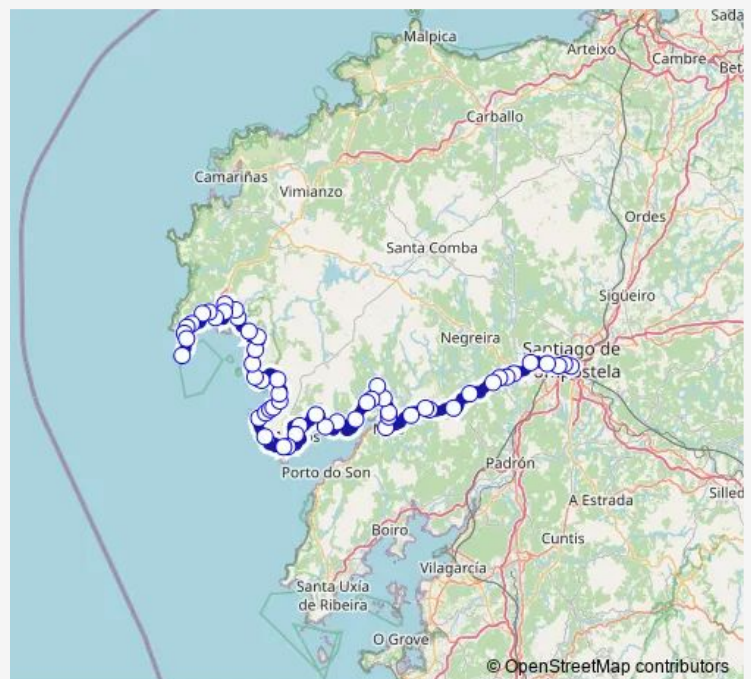 Sada
Malpica
Arteixo
Cambre
Bet
Carballo
Camariñas
Vimianzo
Ordes
Santa Comba
Sigüeiro
Negreira
Santiago de
Porto do Son
Padrón
A Estrada
Silled
Boiro
Cuntis
Vilagarcía
Santa Uxía
de Ribeira
O Grove
© OpenStreetMap contributors